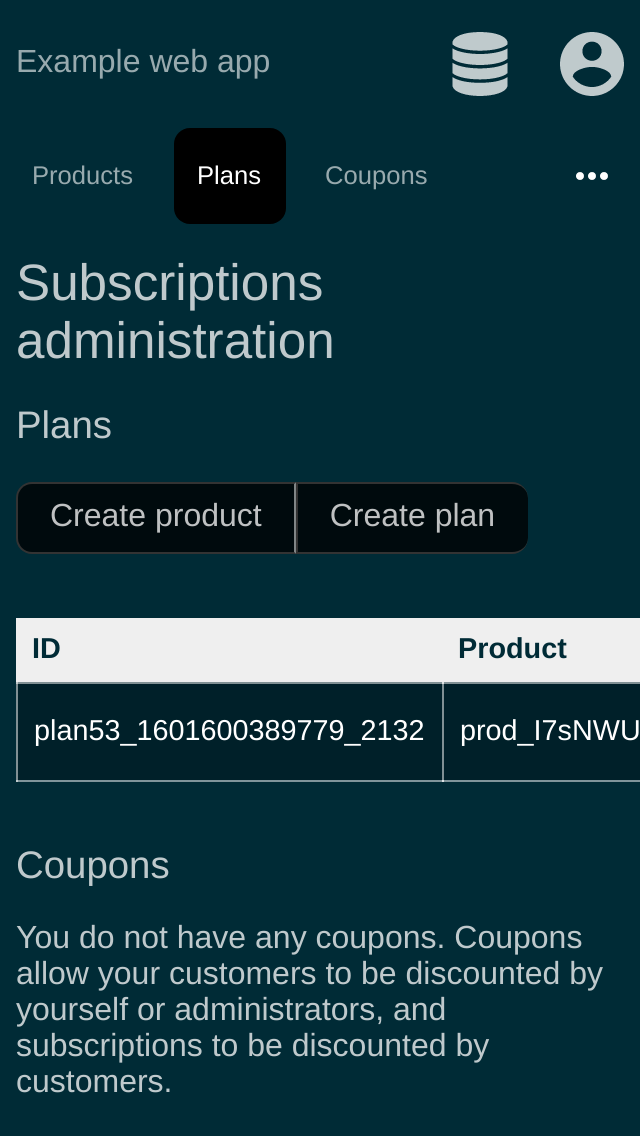 Example web app
Products Plans Coupons
Subscriptions
administration
Plans
Create product Create plan
ID Product
plan53_1601600389779_2132 prod_I7sNWU
Coupons
You do not have any coupons. Coupons
allow your customers to be discounted by
yourself or administrators, and
subscriptions to be discounted by
customers.